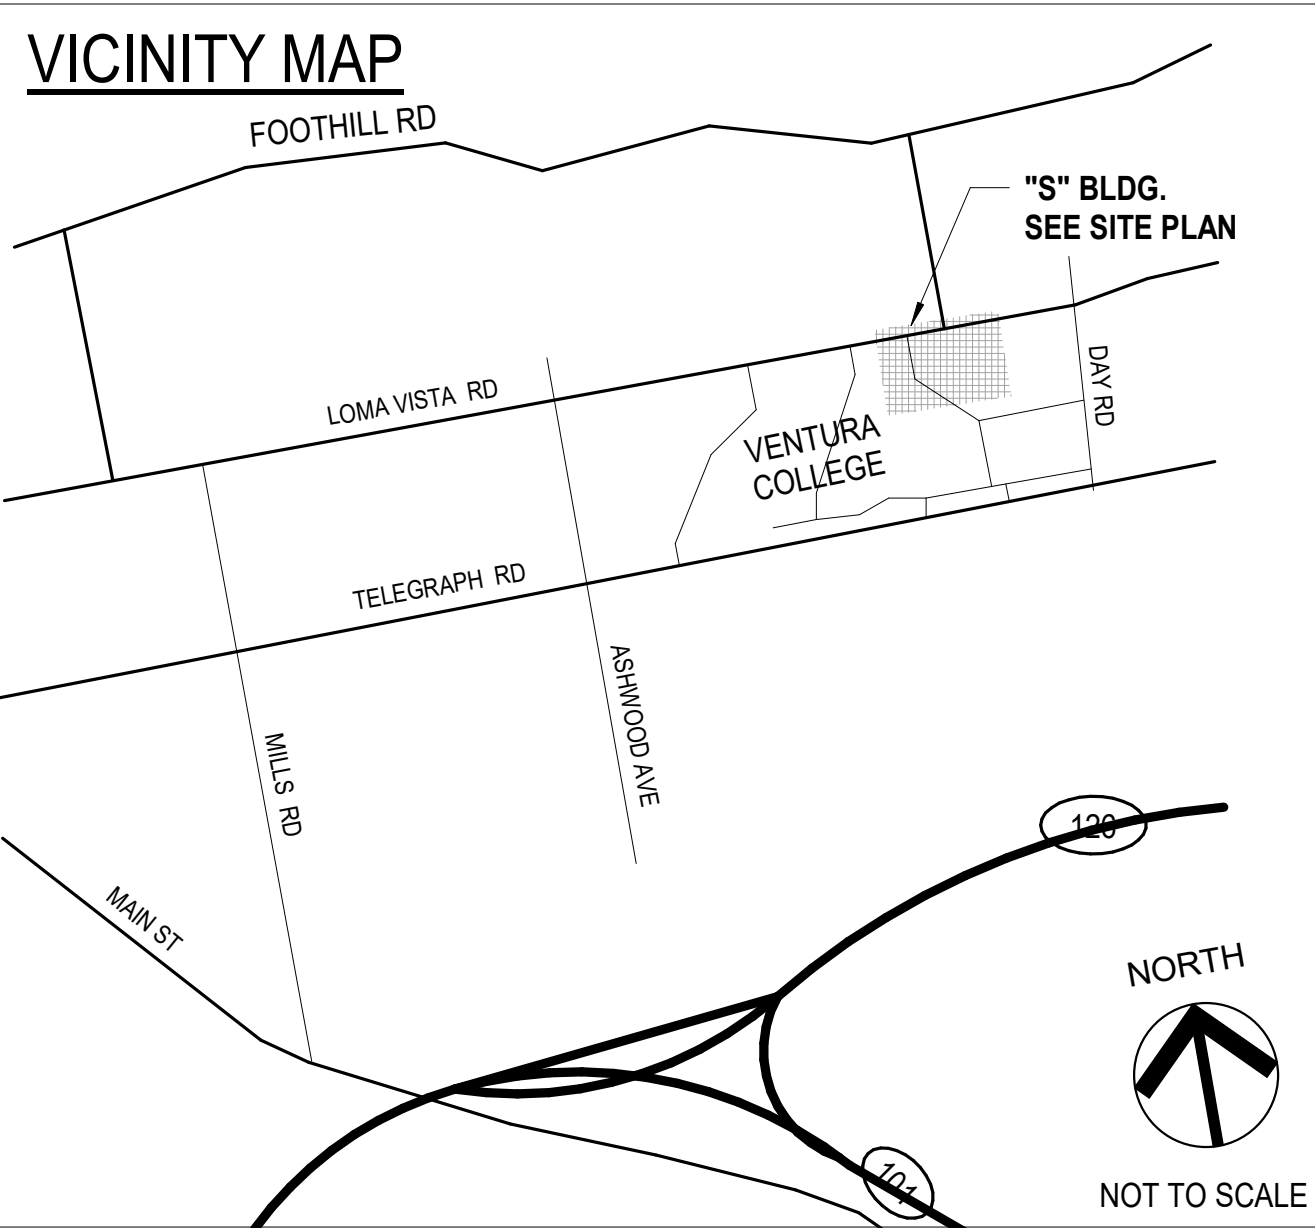 VICINITY MAP
FOOTHILL RD
"S" BLDG.
SEE SITE PLAN
LOMA VISTA RD
DAY RD
VENTURA
COLLEGE
TELEGRAPH RD
ASHWOOD AVE
MILLS RD
MAIN ST
126
NORTH
101
NOT TO SCALE